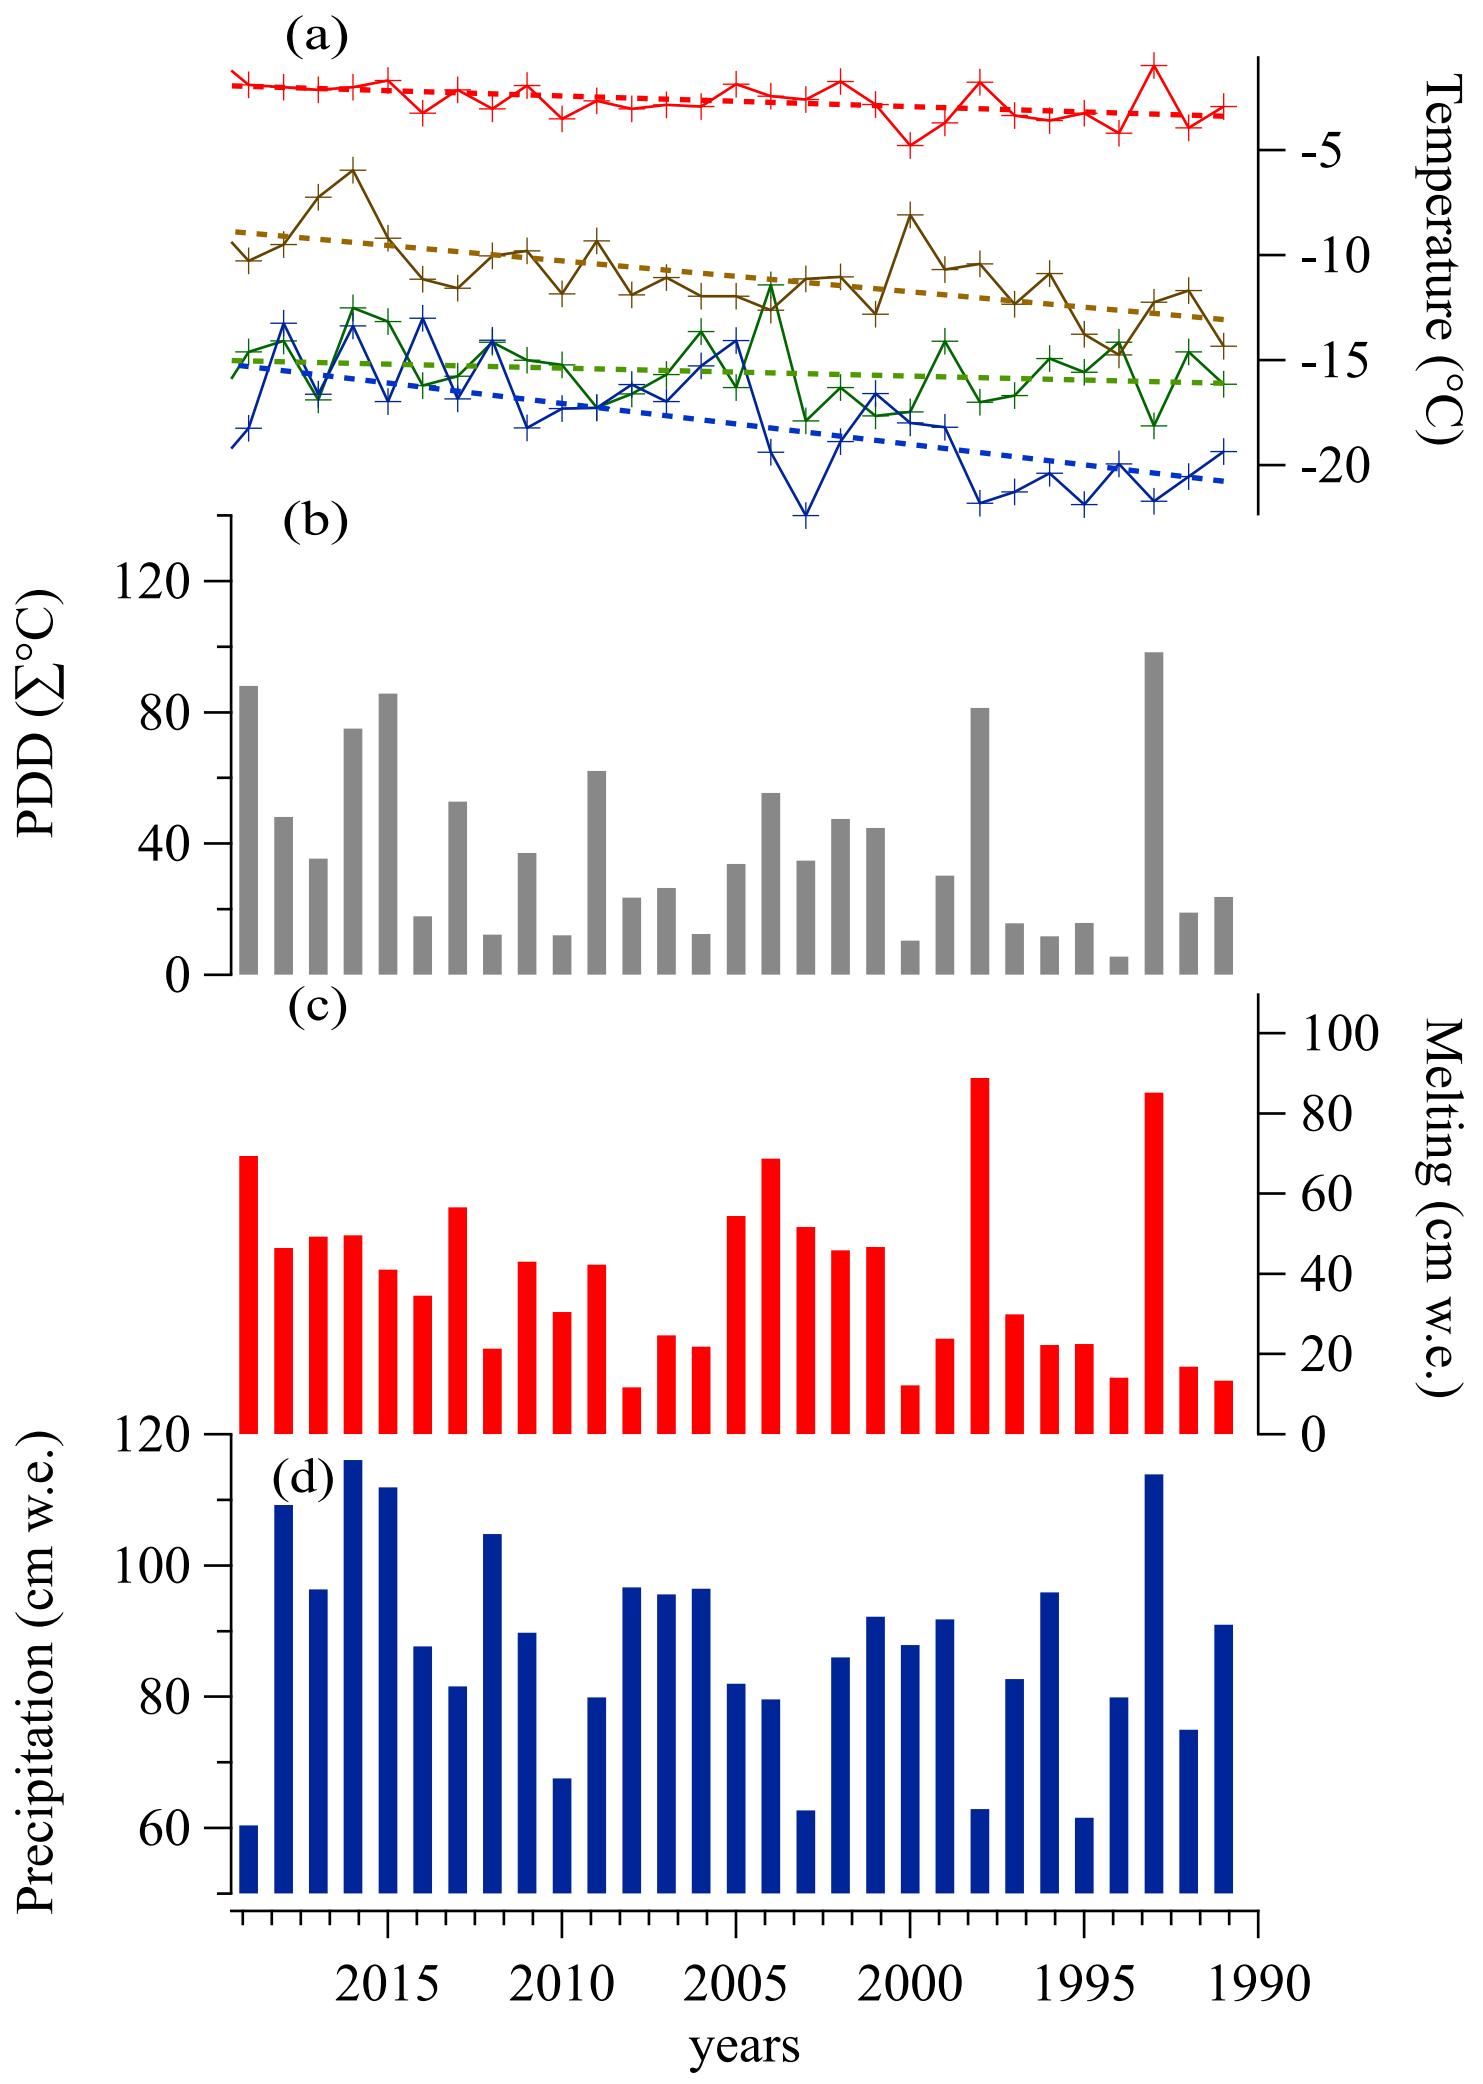 (a)
Temperature (°C)
-5
-10
-15
-20
(b)
PDD (∑°C)
120
80
40
0
(c)
Melting (cm w.e.)
100
80
60
40
20
0
(d)
Precipitation (cm w.e.)
120
100
80
60
2015 2010 2005 2000 1995 1990
years